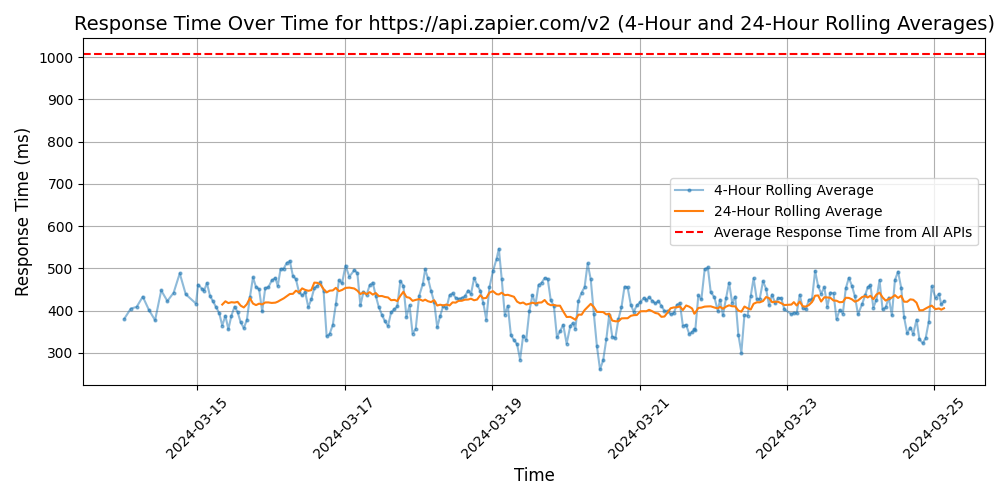 Response Time Over Time for https://api.zapier.com/v2 (4-Hour and 24-Hour Rolling Averages)
Response Time (ms)
1000
900
800
700
600
500
400
300
4-Hour Rolling Average
24-Hour Rolling Average
Average Response Time from All APIs
2024-03-15
2024-03-17
2024-03-19
2024-03-21
2024-03-23
2024-03-25
Time